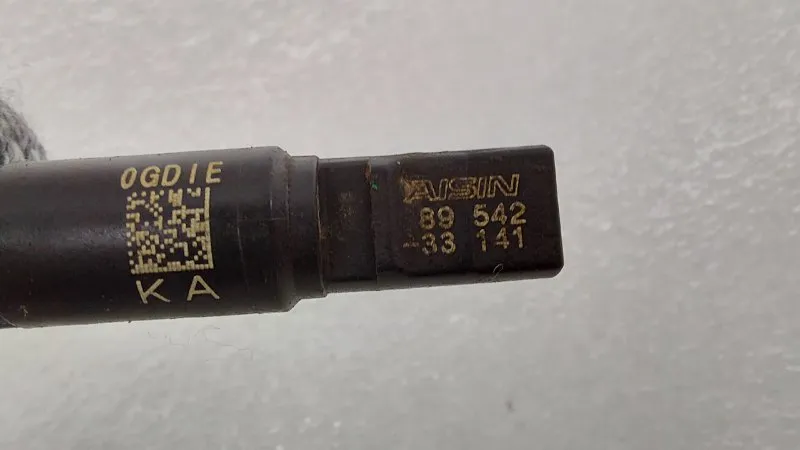 0GDIE
KA
AISIN
89 542
-33 141